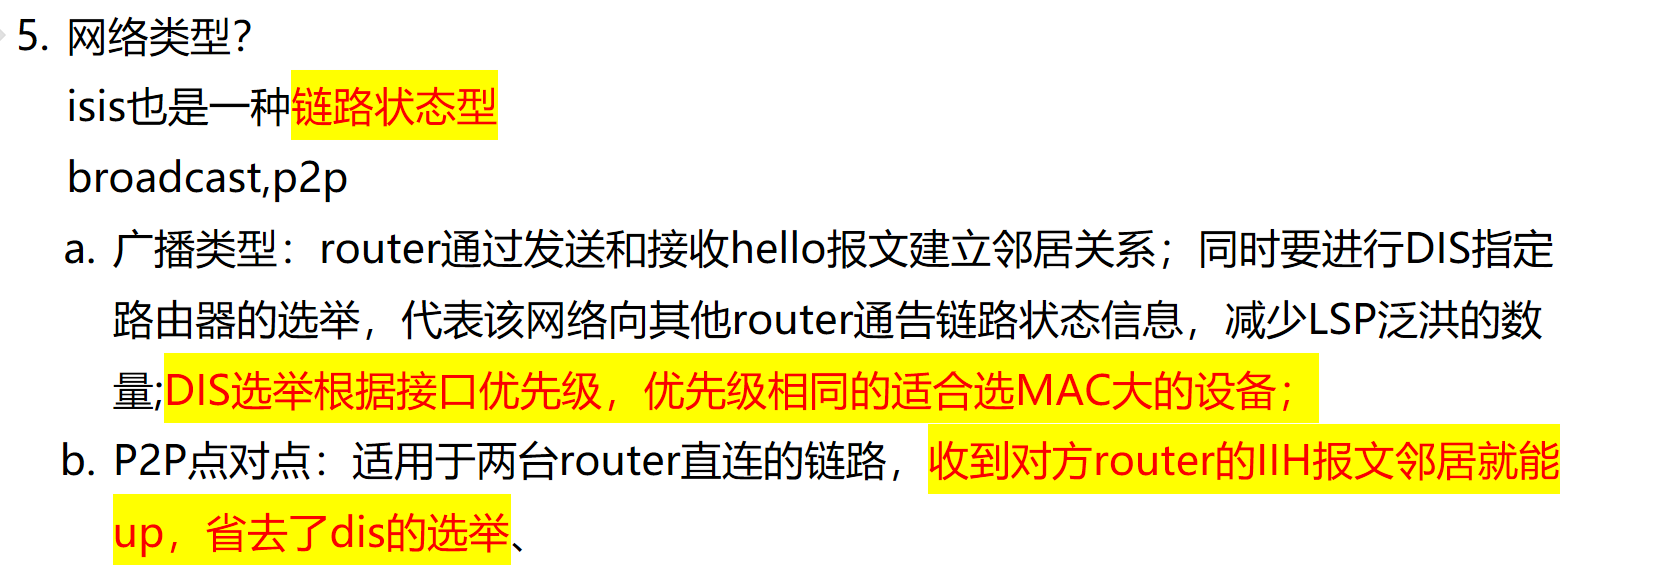 5. 网络类型？
isis也是一种链路状态型
broadcast,p2p
a. 广播类型：router通过发送和接收hello报文建立邻居关系；同时要进行DIS指定
路由器的选举，代表该网络向其他router通告链路状态信息，减少LSP泛洪的数
量;DIS选举根据接口优先级，优先级相同的适合选MAC大的设备；
b. P2P点对点：适用于两台router直连的链路，收到对方router的IIH报文邻居就能
up，省去了dis的选举、